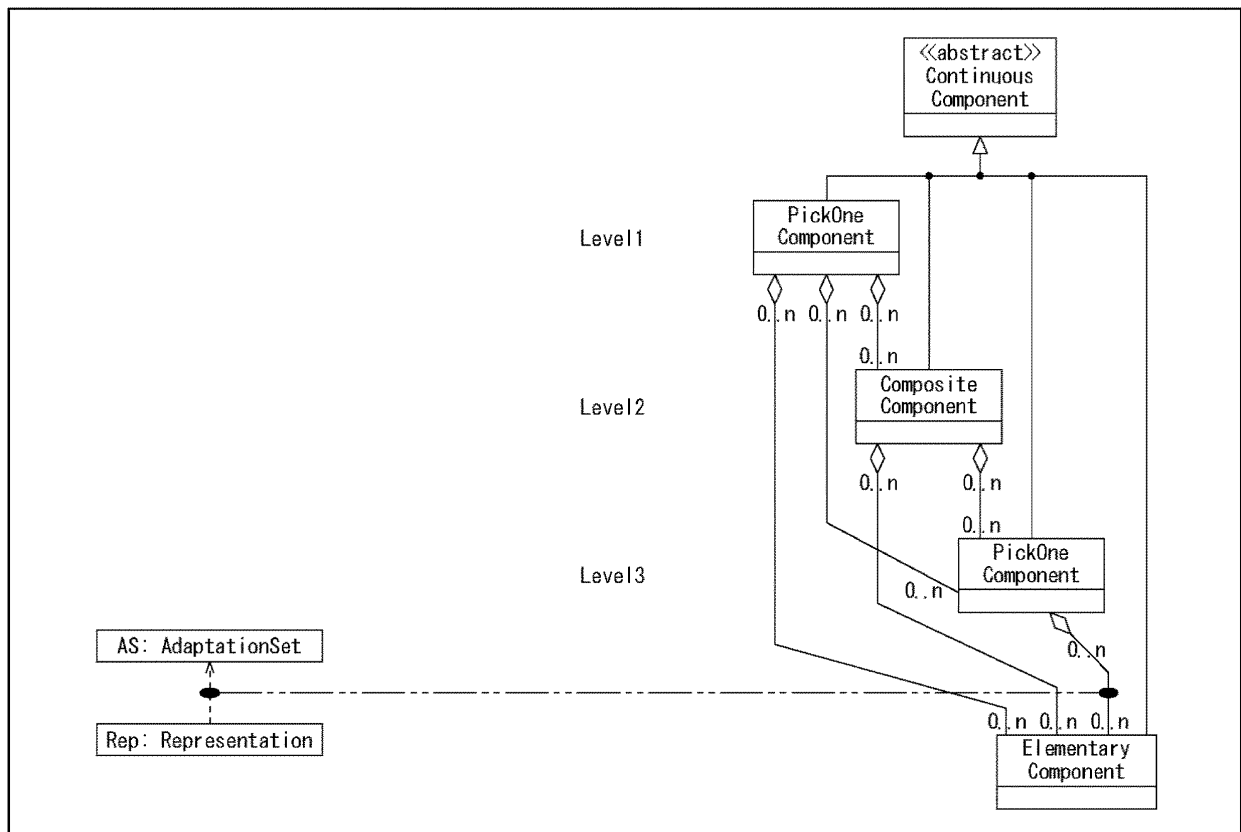 <<abstract>>
Continuous
Component
PickOne
Component
Level1
0..n 0..n 0..n
0..n
Composite
Component
Level2
0..n 0..n
0..n
PickOne
Component
Level3
0..n
AS: AdaptationSet
0..n
Rep: Representation
0..n 0..n 0..n
Elementary
Component